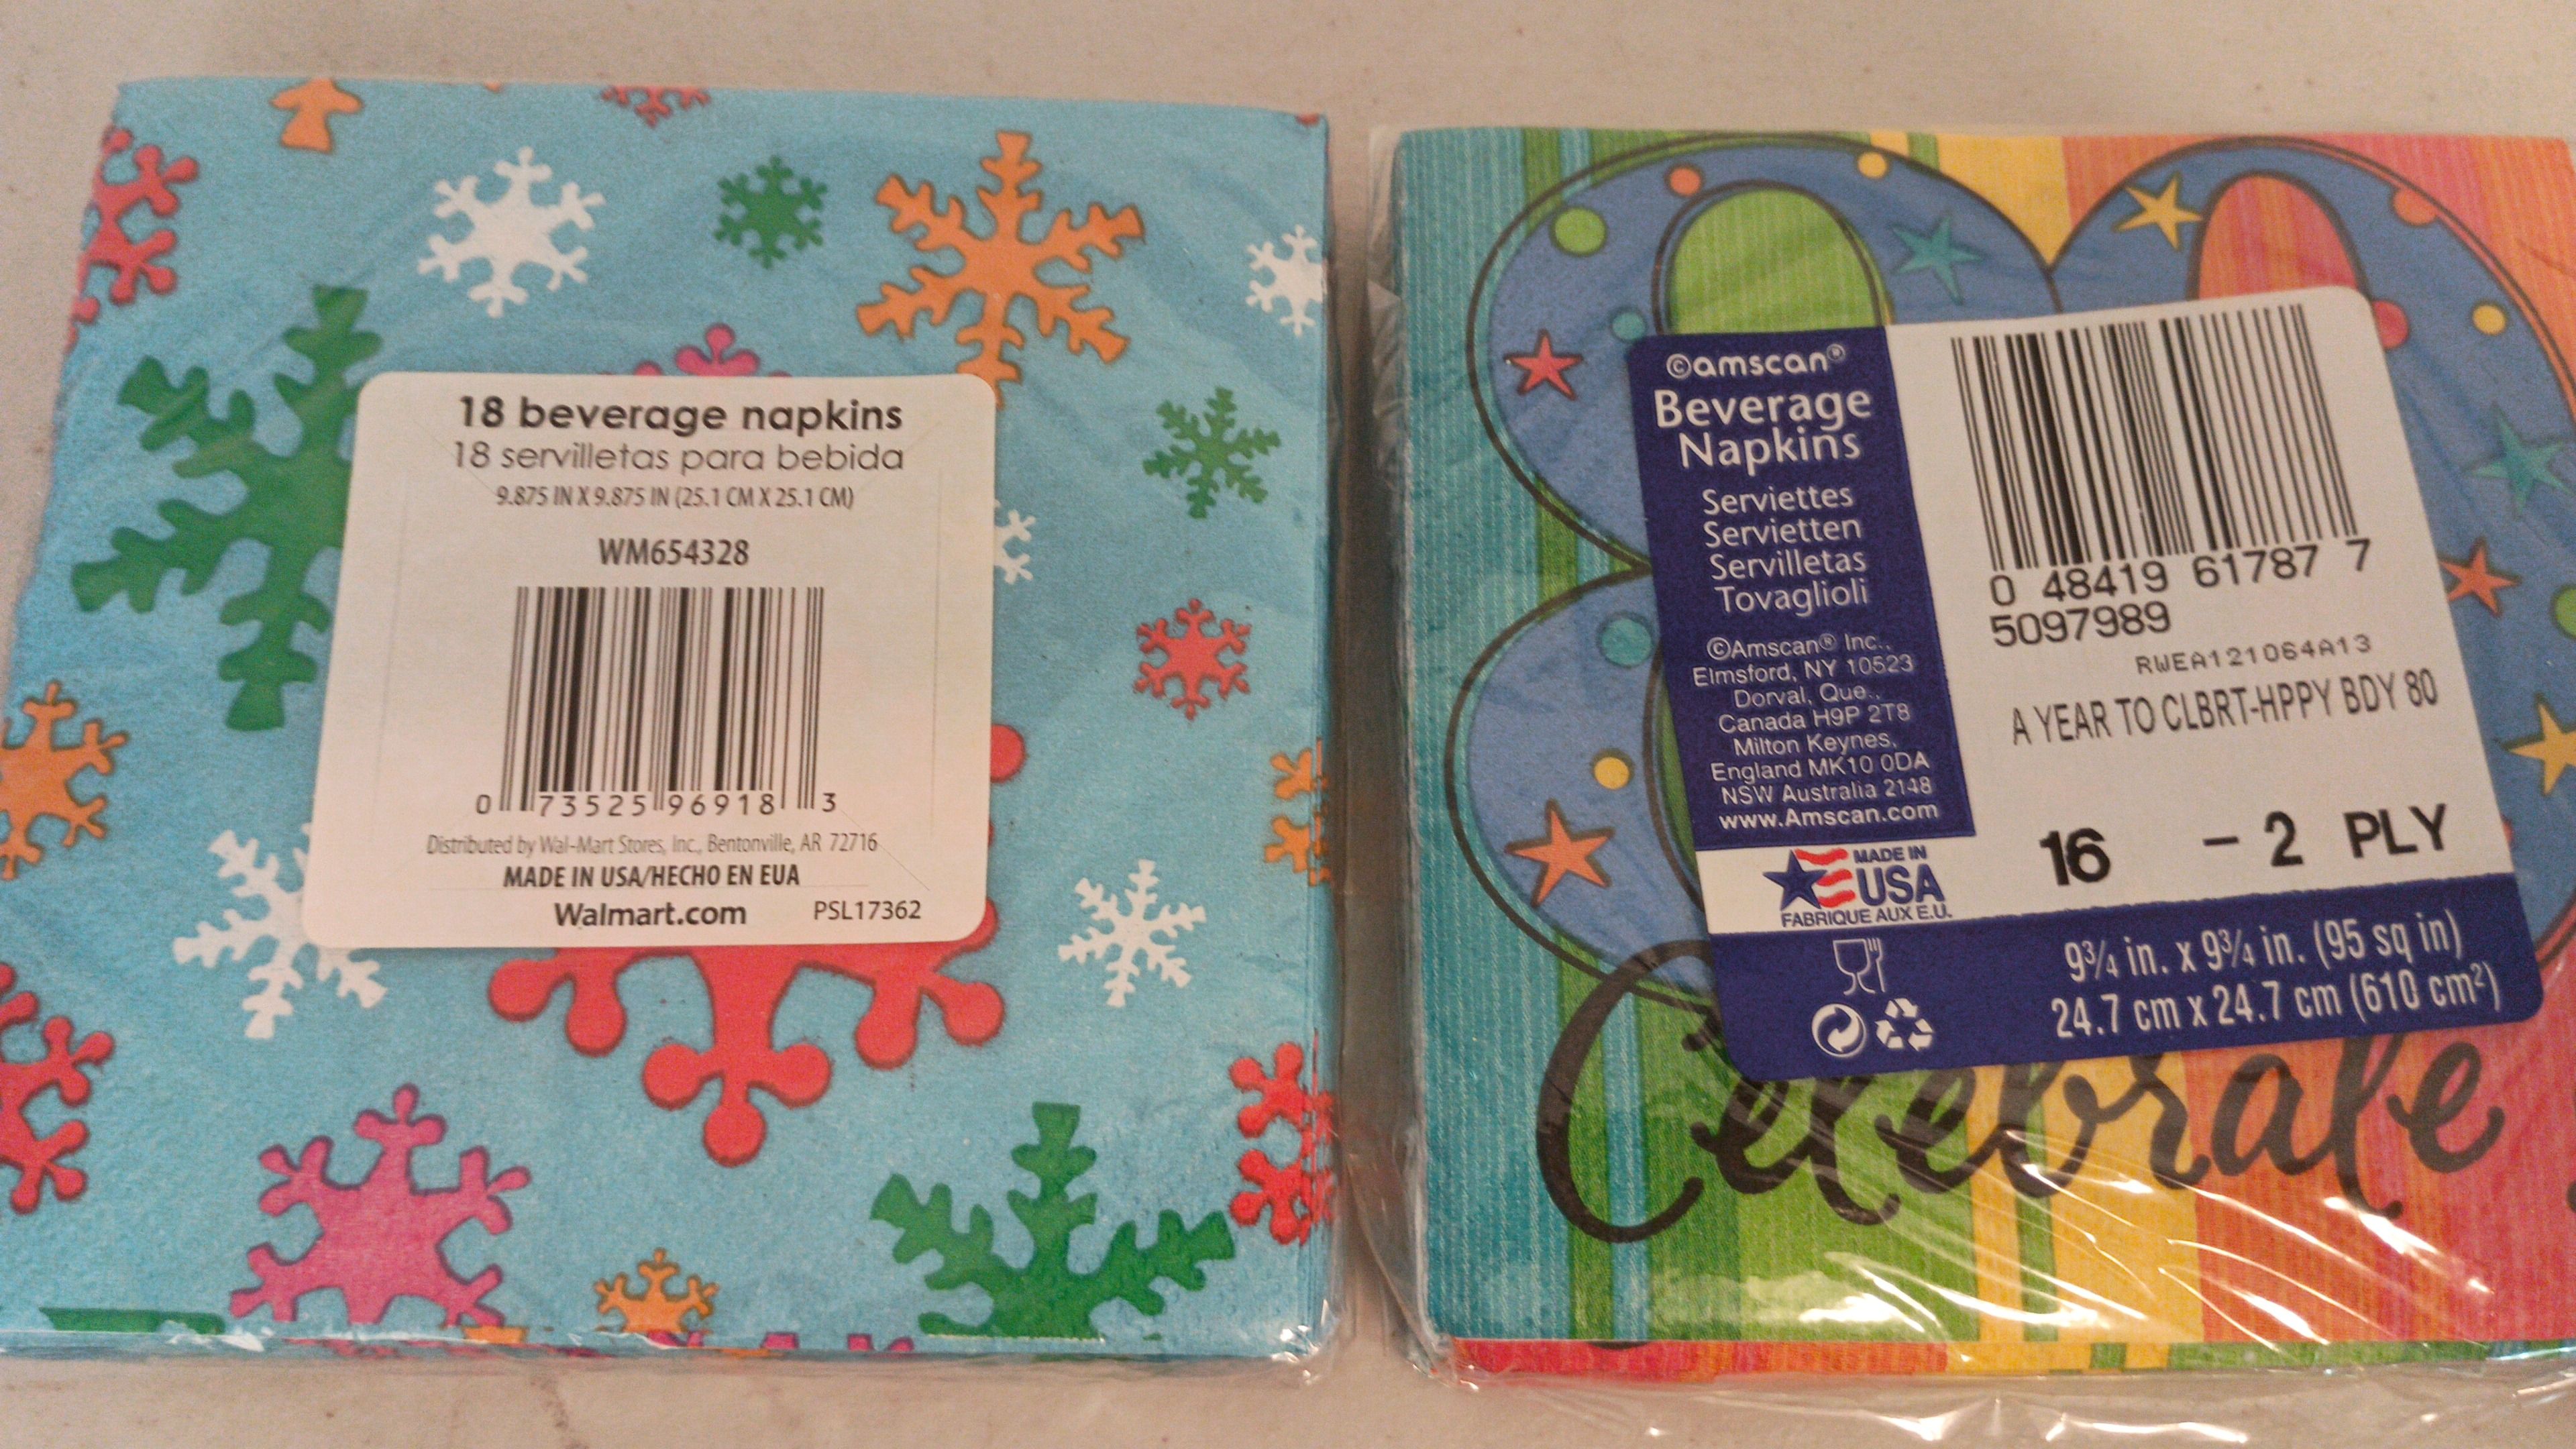 18 beverage napkins
18 servilletas para bebida
9.875 IN X 9.875 IN (25.1 CM X 25.1 CM)
WM654328
0 73525 96918 3
Distributed by Wal-Mart Stores, Inc., Bentonville, AR 72716
MADE IN USA/HECHO EN EUA
Walmart.com PSL17362
©amscan®
Beverage
Napkins
Serviettes
Servietten
Servilletas
Tovaglioli
©Amscan® Inc.,
Elmsford, NY 10523
Dorval, Que.,
Canada H9P 2T8
Milton Keynes,
England MK10 0DA
NSW Australia 2148
www.Amscan.com
MADE IN
USA
FABRIQUE AUX E.U.
0 48419 61787 7
5097989
RWEA121064A13
A YEAR TO CLBRT-HPPY BDY 80
16 - 2 PLY
9¾ in. x 9¾ in. (95 sq in)
24.7 cm x 24.7 cm (610 cm²)
Celebrate